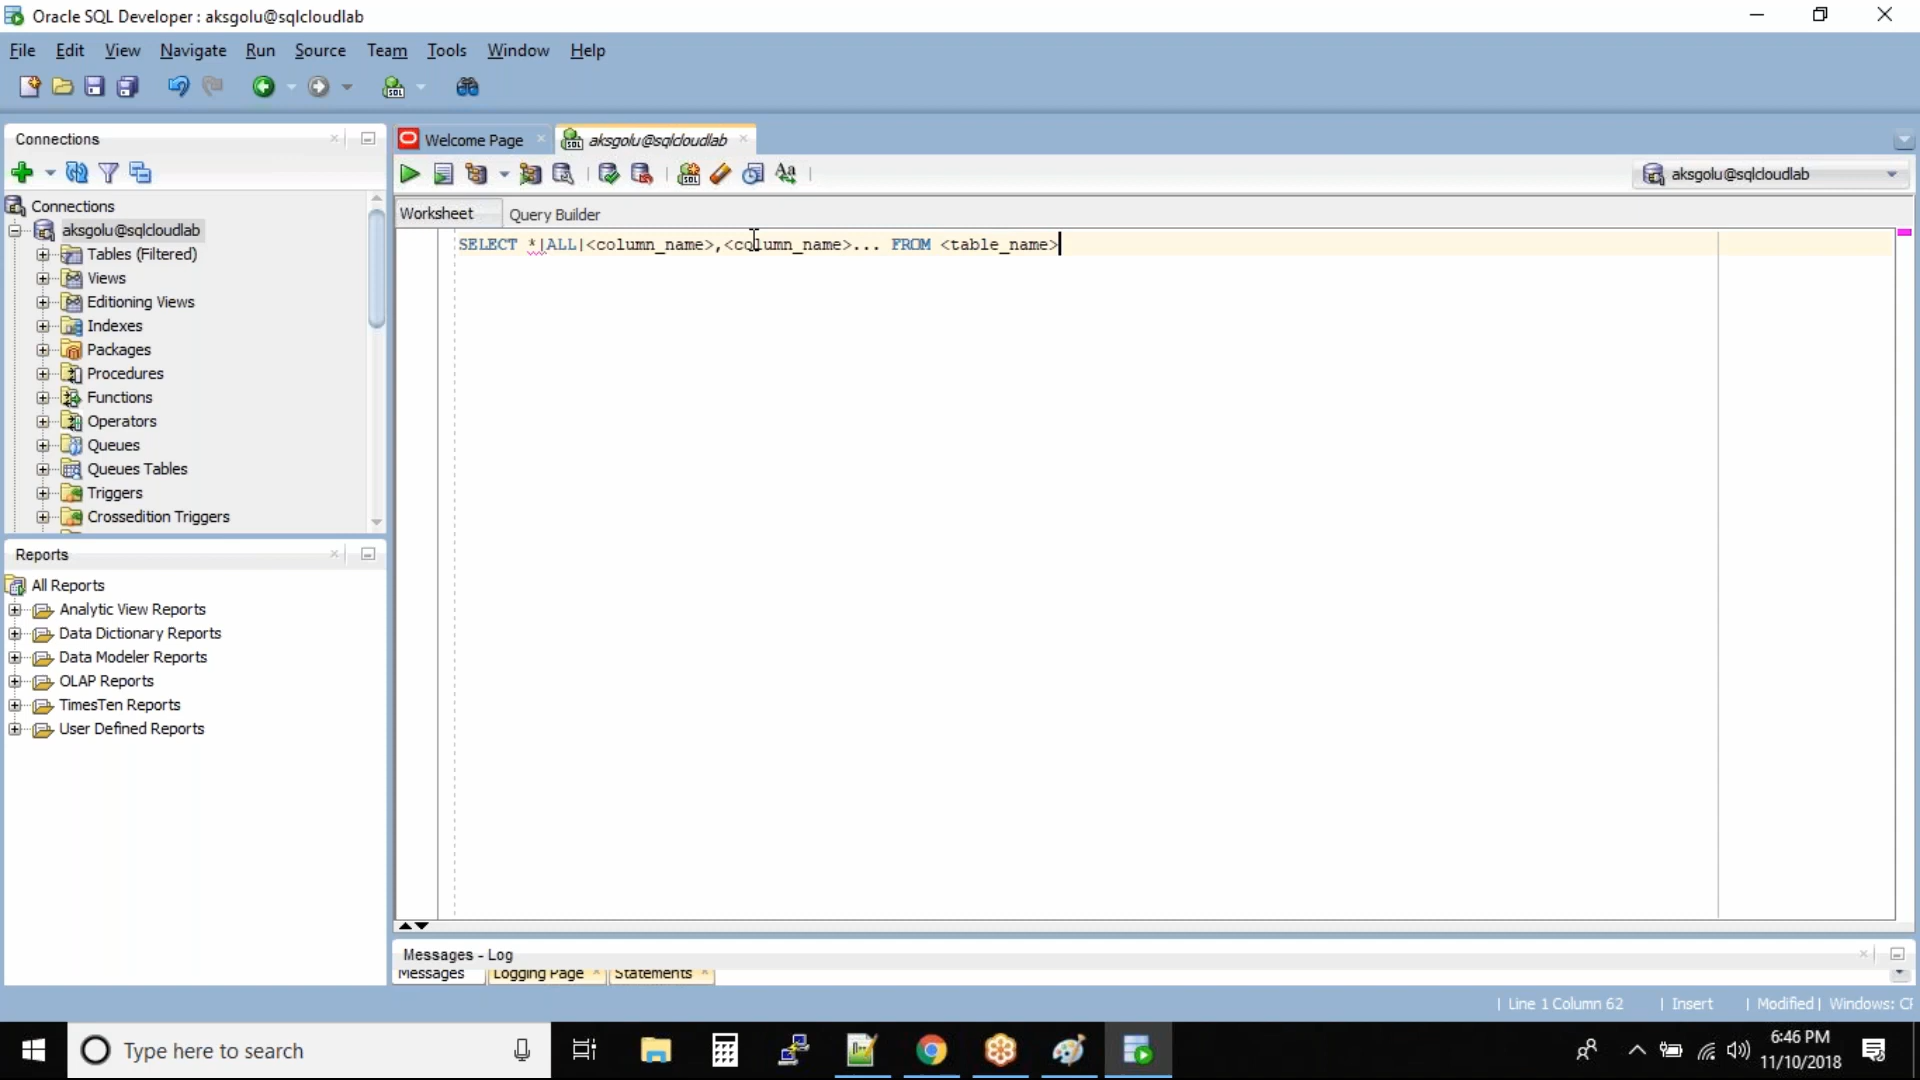 Oracle SQL Developer : aksgolu@sqlcloudlab
File Edit View Navigate Run Source Team Tools Window Help
Connections
Connections
aksgolu@sqlcloudlab
Tables (Filtered)
Views
Editioning Views
Indexes
Packages
Procedures
Functions
Operators
Queues
Queues Tables
Triggers
Crossedition Triggers
Reports
All Reports
Analytic View Reports
Data Dictionary Reports
Data Modeler Reports
OLAP Reports
TimesTen Reports
User Defined Reports
Welcome Page aksgolu@sqlcloudlab
aksgolu@sqlcloudlab
Worksheet Query Builder
SELECT *|ALL|<column_name>,<column_name>... FROM <table_name>
Messages - Log
Messages Logging Page Statements
| Line 1 Column 62 | Insert | Modified | Windows: CR
Type here to search
6:46 PM
11/10/2018